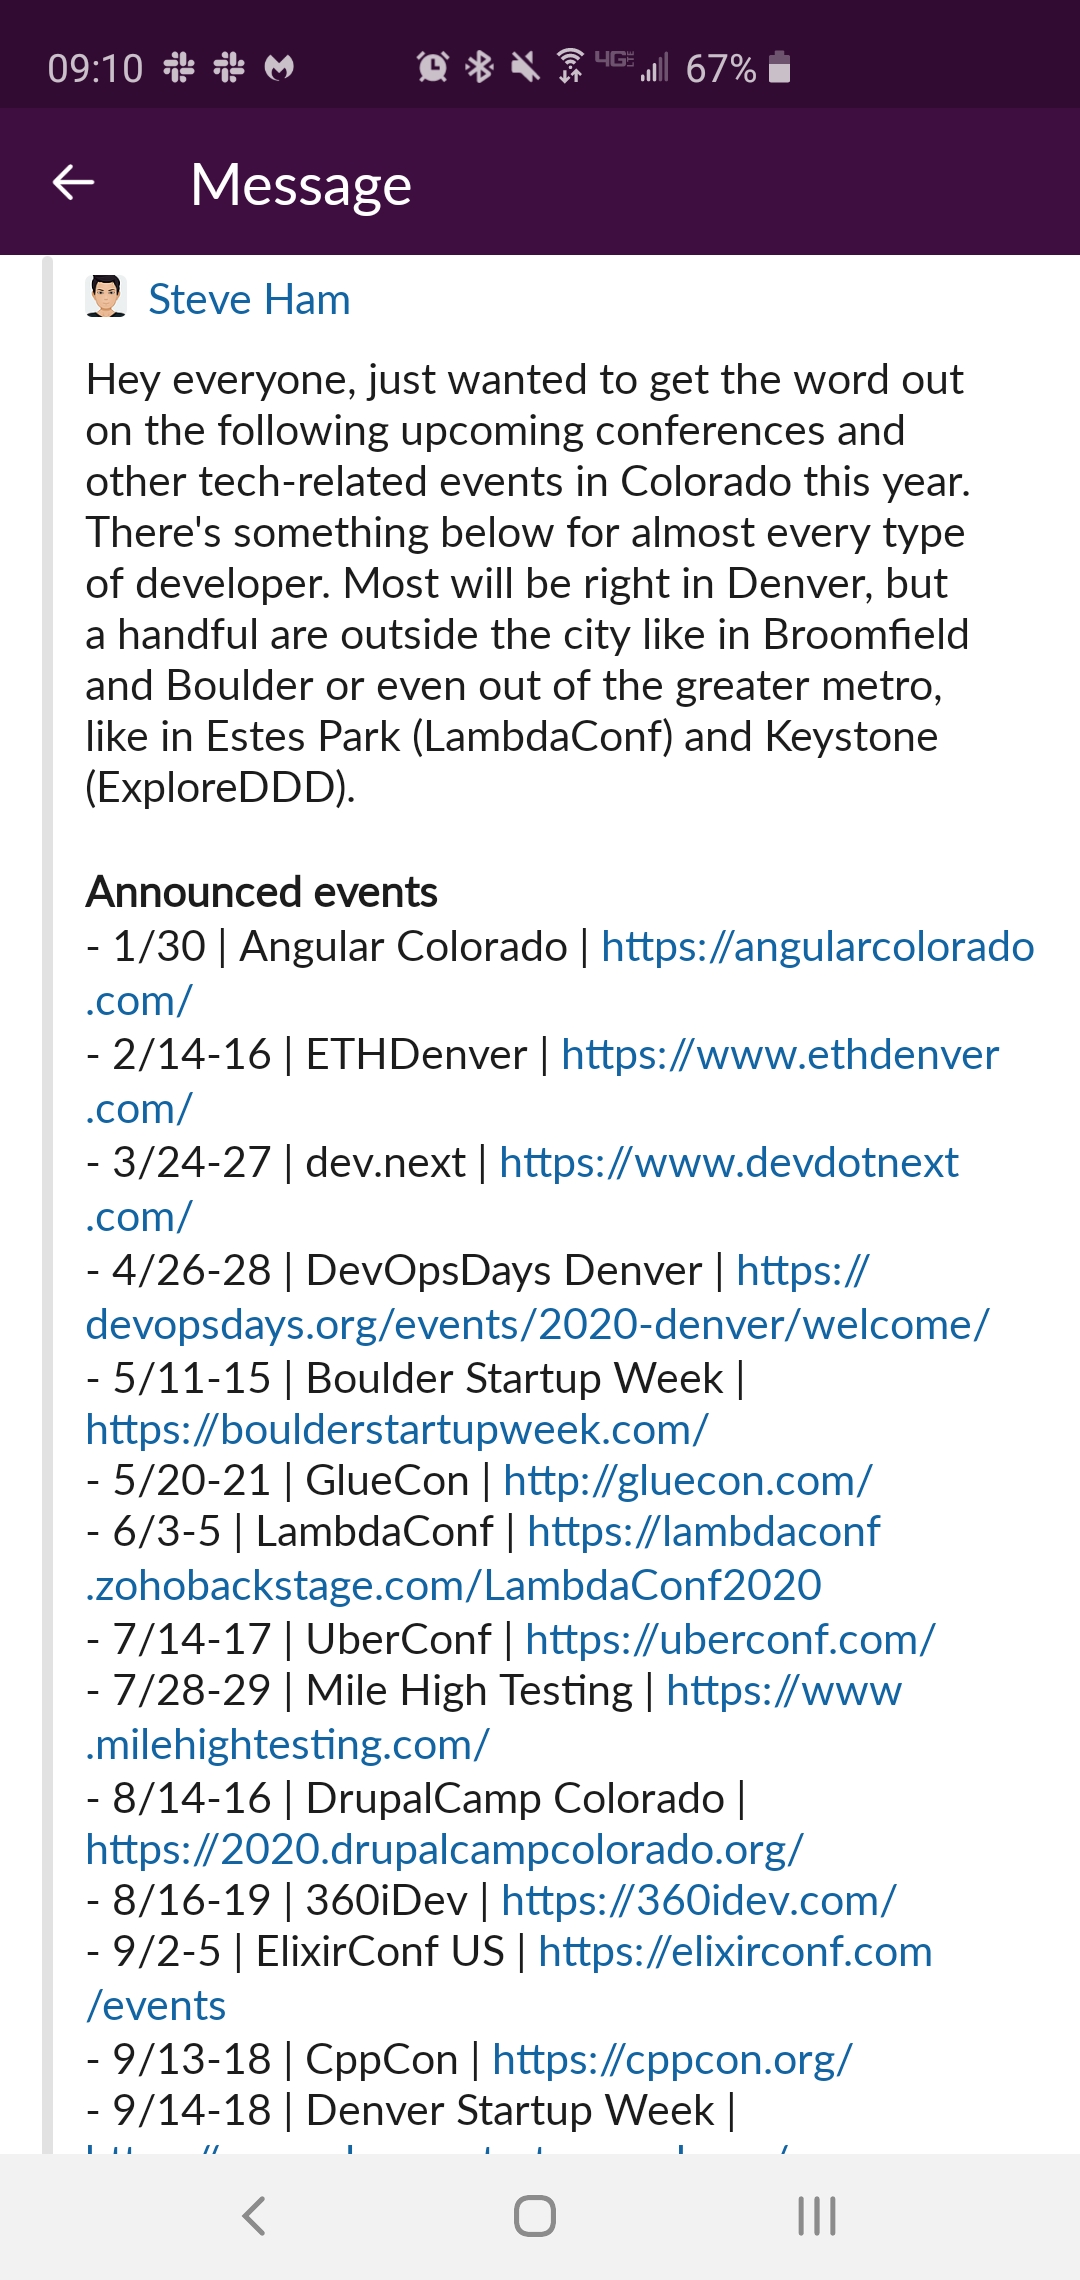 09:10 4GE 67%
Message
Steve Ham
Hey everyone, just wanted to get the word out
on the following upcoming conferences and
other tech-related events in Colorado this year.
There's something below for almost every type
of developer. Most will be right in Denver, but
a handful are outside the city like in Broomfield
and Boulder or even out of the greater metro,
like in Estes Park (LambdaConf) and Keystone
(ExploreDDD).
Announced events
- 1/30 | Angular Colorado | https://angularcolorado
.com/
- 2/14-16 | ETHDenver | https://www.ethdenver
.com/
- 3/24-27 | dev.next | https://www.devdotnext
.com/
- 4/26-28 | DevOpsDays Denver | https://
devopsdays.org/events/2020-denver/welcome/
- 5/11-15 | Boulder Startup Week |
https://boulderstartupweek.com/
- 5/20-21 | GlueCon | http://gluecon.com/
- 6/3-5 | LambdaConf | https://lambdaconf
.zohobackstage.com/LambdaConf2020
- 7/14-17 | UberConf | https://uberconf.com/
- 7/28-29 | Mile High Testing | https://www
.milehightesting.com/
- 8/14-16 | DrupalCamp Colorado |
https://2020.drupalcampcolorado.org/
- 8/16-19 | 360iDev | https://360idev.com/
- 9/2-5 | ElixirConf US | https://elixirconf.com
/events
- 9/13-18 | CppCon | https://cppcon.org/
- 9/14-18 | Denver Startup Week |